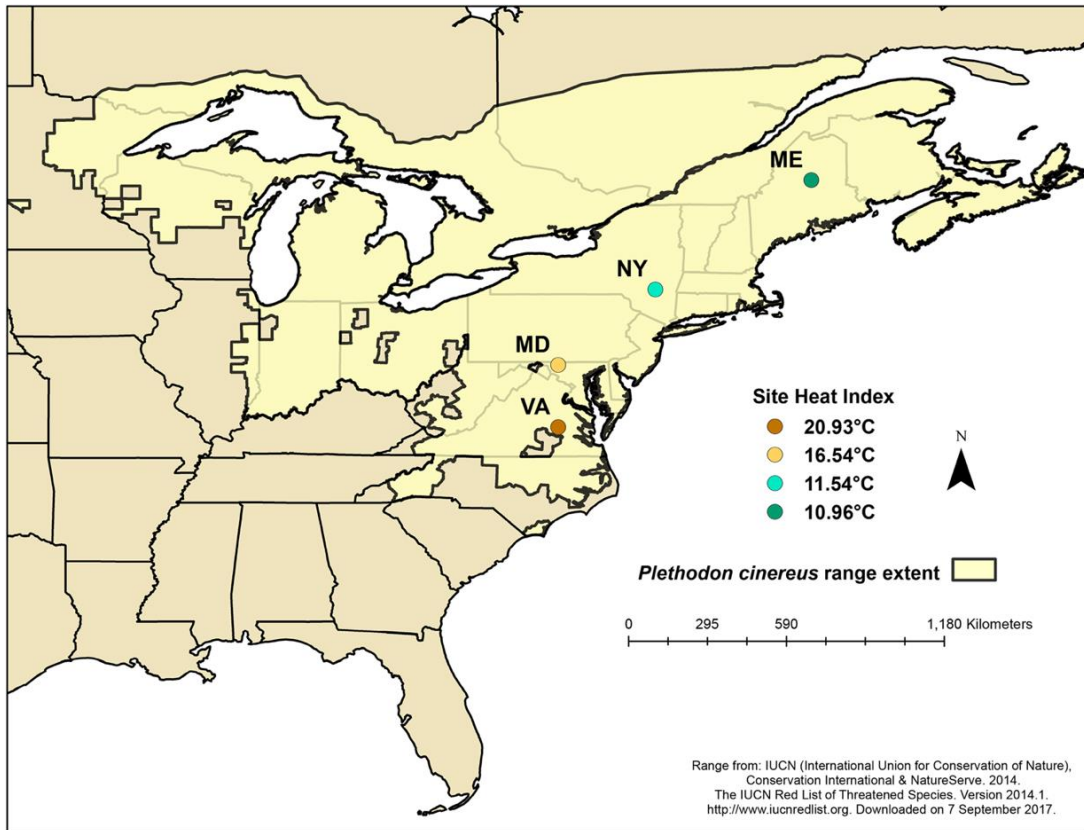 ME
NY
MD
VA
Site Heat Index
20.93°C
16.54°C
11.54°C
10.96°C
N
Plethodon cinereus range extent
0 295 590 1,180 Kilometers
Range from: IUCN (International Union for Conservation of Nature),
Conservation International & NatureServe. 2014.
The IUCN Red List of Threatened Species. Version 2014.1.
http://www.iucnredlist.org. Downloaded on 7 September 2017.